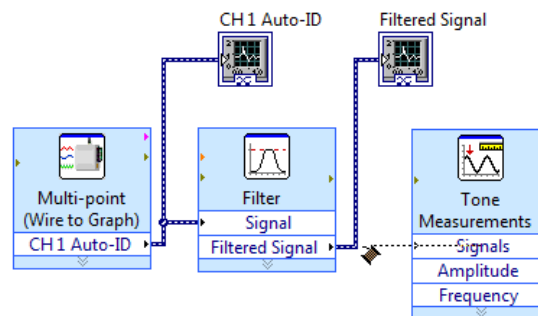 CH 1 Auto-ID
Filtered Signal
Multi-point
(Wire to Graph)
CH 1 Auto-ID
Filter
Signal
Filtered Signal
Tone
Measurements
Signals
Amplitude
Frequency